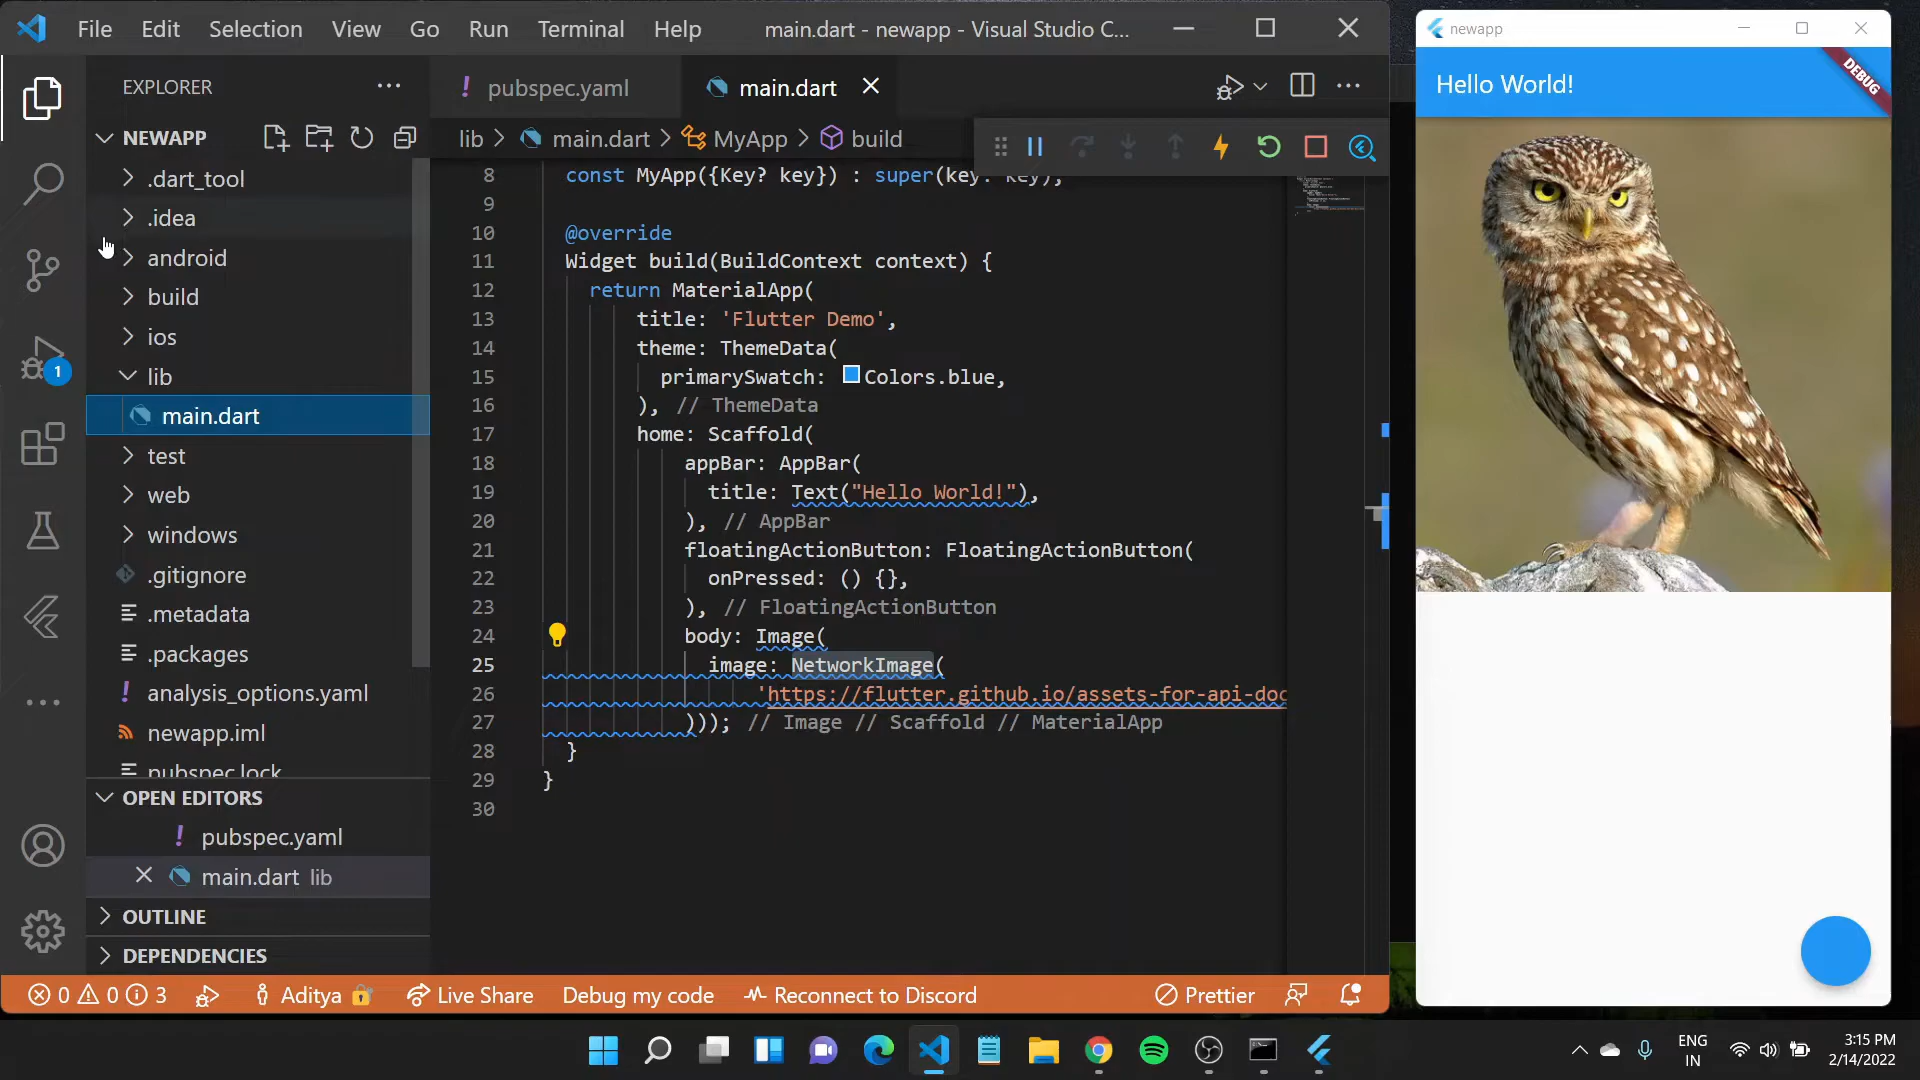 File Edit Selection View Go Run Terminal Help main.dart - newapp - Visual Studio C...
EXPLORER
NEWAPP
.dart_tool
.idea
android
build
ios
lib
main.dart
test
web
windows
.gitignore
.metadata
.packages
analysis_options.yaml
newapp.iml
pubspec.lock
OPEN EDITORS
pubspec.yaml
main.dart lib
OUTLINE
DEPENDENCIES
1
pubspec.yaml main.dart
lib > main.dart > MyApp > build
8 const MyApp({Key? key}) : super(key: key);
9
10 @override
11 Widget build(BuildContext context) {
12 return MaterialApp(
13 title: 'Flutter Demo',
14 theme: ThemeData(
15 primarySwatch: Colors.blue,
16 ), // ThemeData
17 home: Scaffold(
18 appBar: AppBar(
19 title: Text("Hello World!"),
20 ), // AppBar
21 floatingActionButton: FloatingActionButton(
22 onPressed: () {},
23 ), // FloatingActionButton
24 body: Image(
25 image: NetworkImage(
26 'https://flutter.github.io/assets-for-api-doc
27 ))); // Image // Scaffold // MaterialApp
28 }
29 }
30
0 0 3 Aditya Live Share Debug my code Reconnect to Discord Prettier
newapp
Hello World!
DEBUG
ENG
IN
3:15 PM
2/14/2022